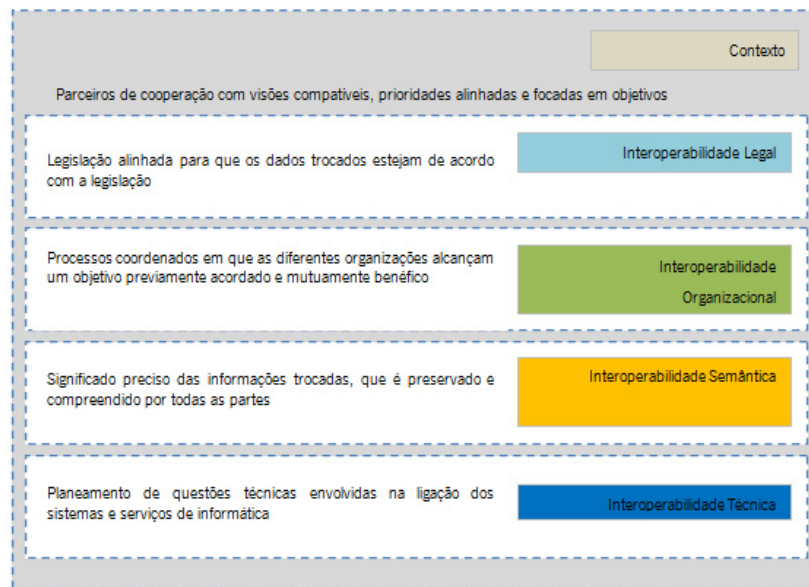 Contexto
Parceiros de cooperação com visões compatíveis, prioridades alinhadas e focadas em objetivos
Legislação alinhada para que os dados trocados estejam de acordo
com a legislação
Interoperabilidade Legal
Processos coordenados em que as diferentes organizações alcançam
um objetivo previamente acordado e mutuamente benéfico
Interoperabilidade
Organizacional
Significado preciso das informações trocadas, que é preservado e
compreendido por todas as partes
Interoperabilidade Semântica
Planeamento de questões técnicas envolvidas na ligação dos
sistemas e serviços de informática
Interoperabilidade Técnica